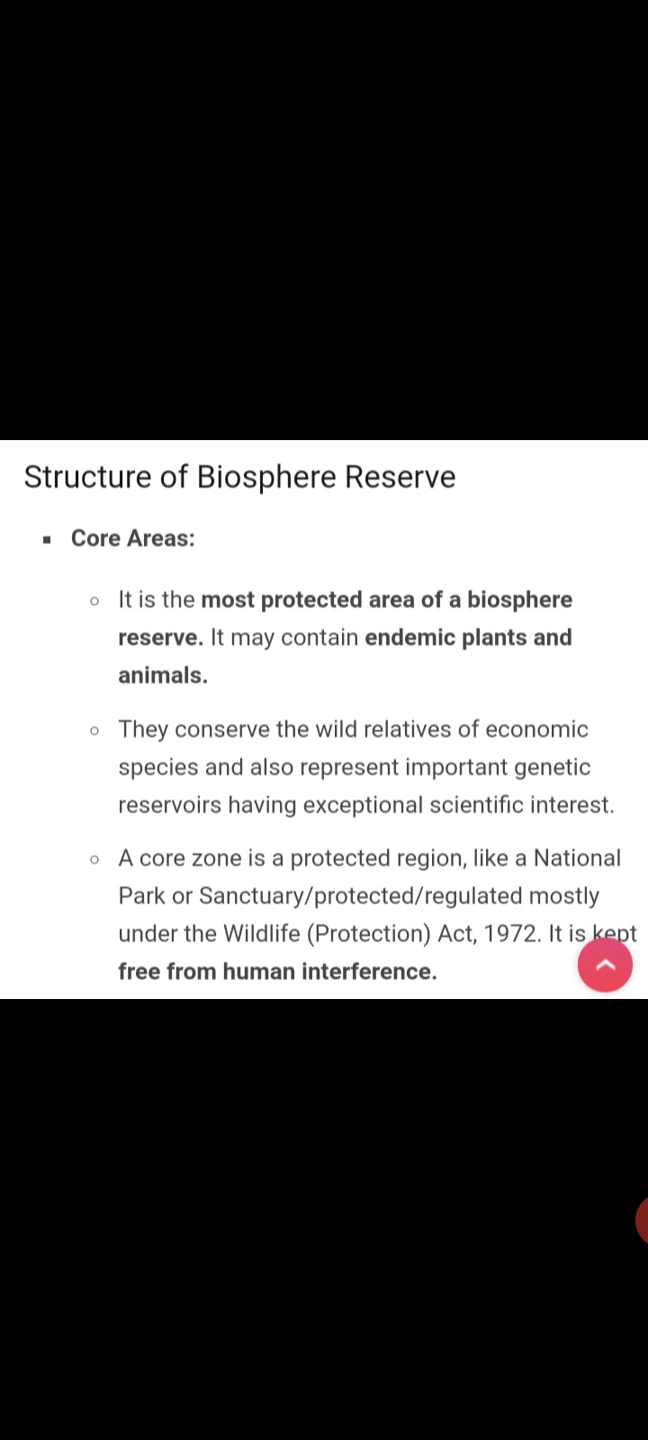 Structure of Biosphere Reserve
▪ Core Areas:
○ It is the most protected area of a biosphere
reserve. It may contain endemic plants and
animals.
○ They conserve the wild relatives of economic
species and also represent important genetic
reservoirs having exceptional scientific interest.
○ A core zone is a protected region, like a National
Park or Sanctuary/protected/regulated mostly
under the Wildlife (Protection) Act, 1972. It is kept
free from human interference.